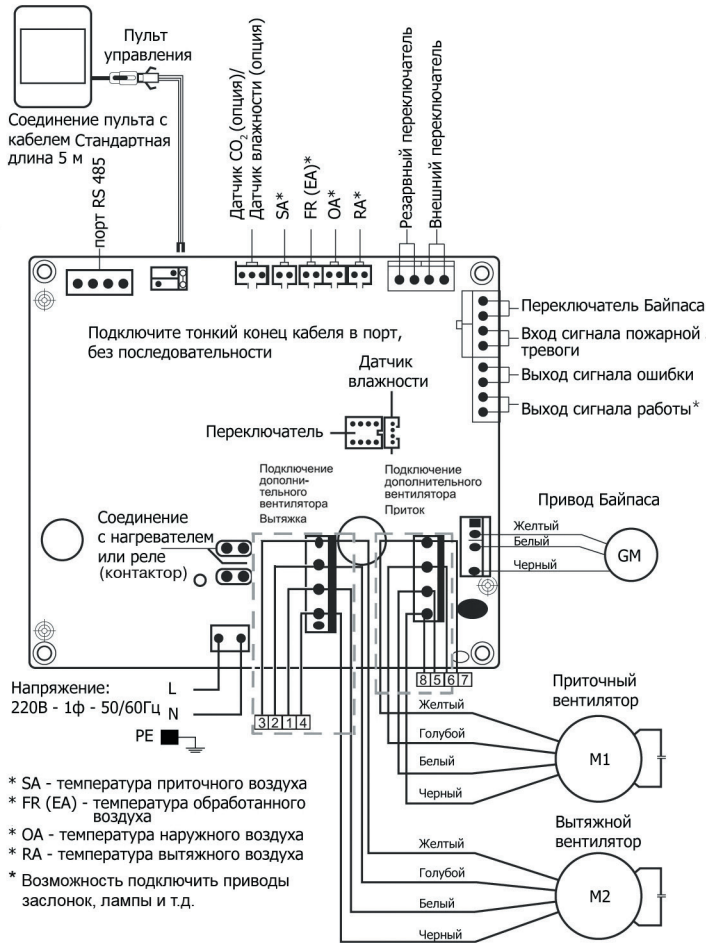 Пульт
управления
Соединение пульта с
кабелем Стандартная
длина 5 м
порт RS 485
Датчик CO₂ (опция)/
Датчик влажности (опция)
SA*
FR (EA)*
OA*
RA*
Резарвный переключатель
Внешний переключатель
Подключите тонкий конец кабеля в порт,
без последовательности
Переключатель Байпаса
Вход сигнала пожарной
тревоги
Выход сигнала ошибки
Выход сигнала работы*
Датчик
влажности
Переключатель
Подключение
дополни-
тельного
вентилятора
Вытяжка
Подключение
дополнительного
вентилятора
Приток
Привод Байпаса
Желтый
Белый
Черный
GM
Соединение
с нагревателем
или реле
(контактор)
Напряжение:
220В - 1ф - 50/60Гц
L
N
PE
3 2 1 4
8 5 6 7
Приточный
вентилятор
Желтый
Голубой
Белый
Черный
M1
Вытяжной
вентилятор
Желтый
Голубой
Белый
Черный
M2
* SA - температура приточного воздуха
* FR (EA) - температура обработанного
воздуха
* OA - температура наружного воздуха
* RA - температура вытяжного воздуха
* Возможность подключить приводы
заслонок, лампы и т.д.